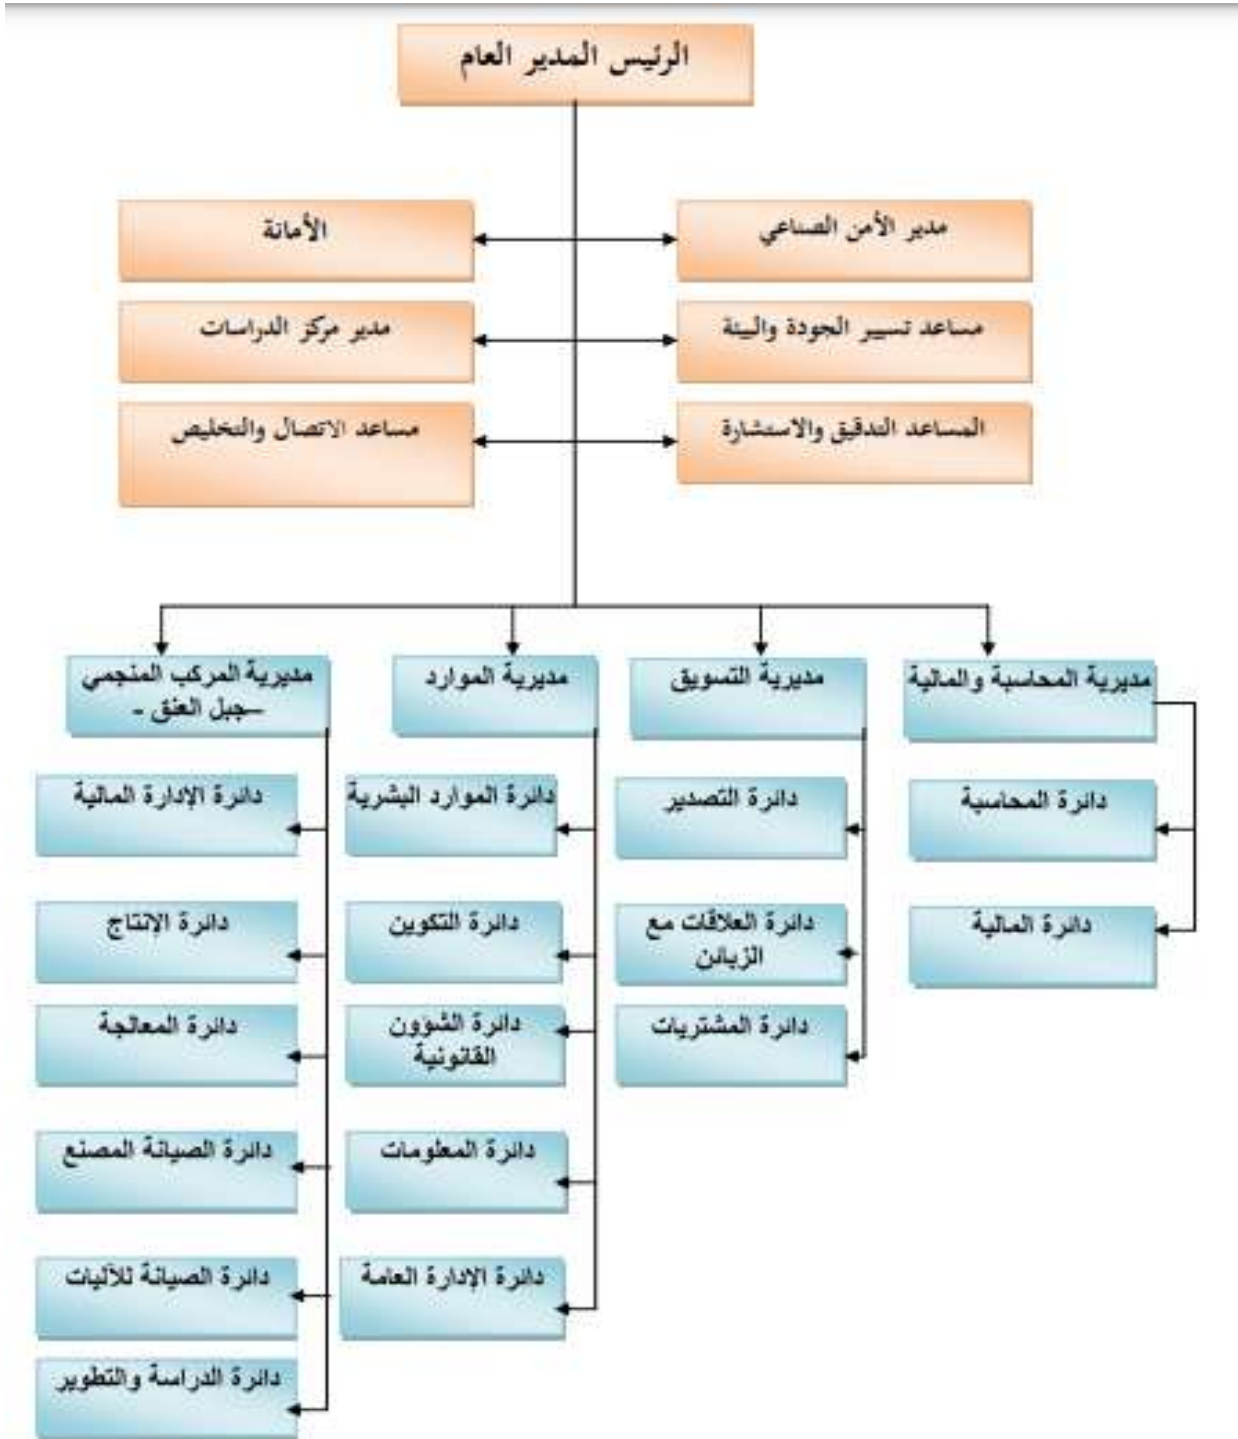 الرئيس المدير العام
مدير الأمن الصناعي
الأمانة
مساعد تسيير الجودة والبيئة
مدير مركز الدراسات
المساعد التدقيق والاستشارة
مساعد الاتصال والتخليص
مديرية المحاسبة والمالية
مديرية التسويق
مديرية الموارد
مديرية المركب المنجمي
–جبل العنق -
دائرة المحاسبة
دائرة التصدير
دائرة الموارد البشرية
دائرة الإدارة المالية
دائرة المالية
دائرة العلاقات مع
الزبائن
دائرة التكوين
دائرة الإنتاج
دائرة المشتريات
دائرة الشؤون
القانونية
دائرة المعالجة
دائرة المعلومات
دائرة الصيانة المصنع
دائرة الإدارة العامة
دائرة الصيانة للآليات
دائرة الدراسة والتطوير